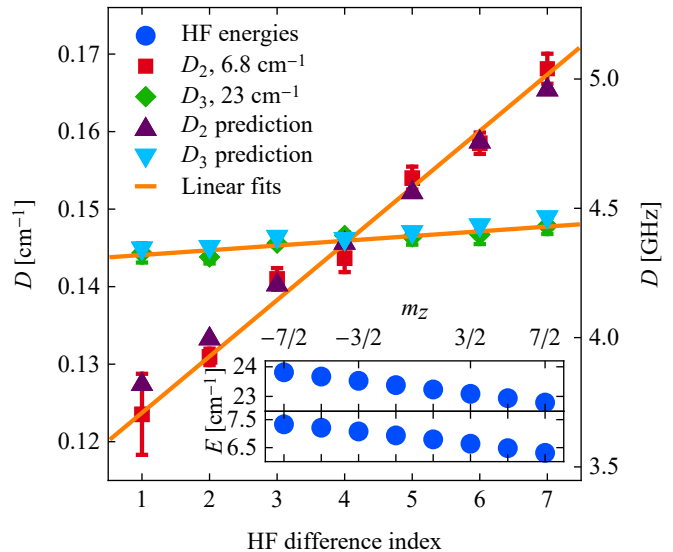 HF energies
D₂, 6.8 cm⁻¹
D₃, 23 cm⁻¹
D₂ prediction
D₃ prediction
Linear fits
0.17
0.16
0.15
0.14
0.13
0.12
D [cm⁻¹]
5.0
4.5
4.0
3.5
D [GHz]
m_Z
−7/2 −3/2 3/2 7/2
24
23
7.5
6.5
E [cm⁻¹]
1 2 3 4 5 6 7
HF difference index